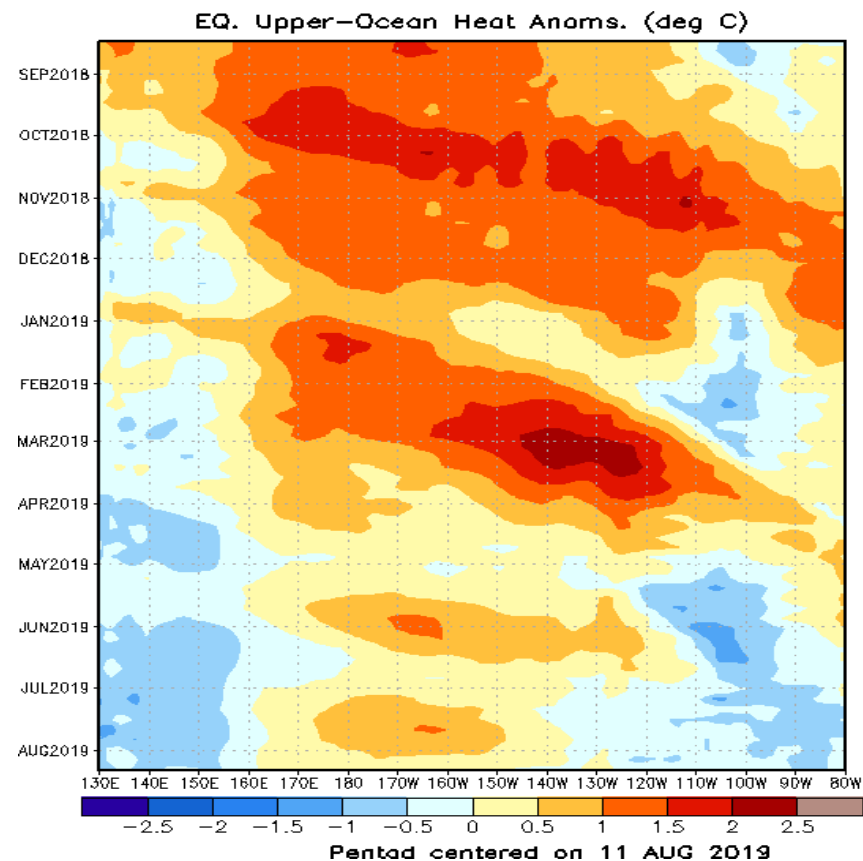 EQ. Upper-Ocean Heat Anams. (deg C)
SEP2018
OCT2018
NOV2018
DEC2018
JAN2019
FEB2019
MAR2019
APR2019
MAY2019
JUN2019
JUL2019
AUG2019
130E 140E 150E 160E 170E 180 170W 160W 150W 140W 130W 120W 110W 100W 90W 80W
-2.5 -2 -1.5 -1 -0.5 0 0.5 1 1.5 2 2.5
Pentad centered on 11 AUG 2019